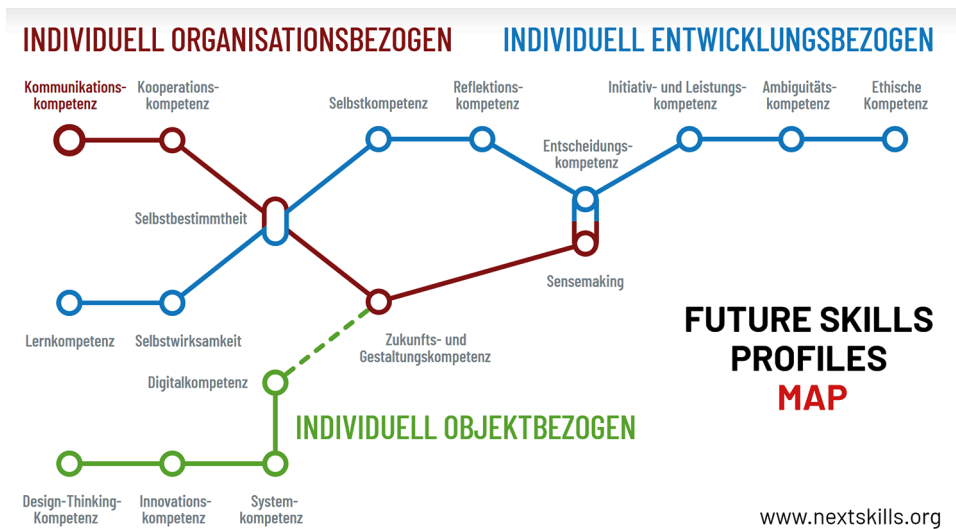 INDIVIDUELL ORGANISATIONSBEZOGEN
INDIVIDUELL ENTWICKLUNGSBEZOGEN
Kommunikations-
kompetenz
Kooperations-
kompetenz
Selbstkompetenz
Reflektions-
kompetenz
Initiativ- und Leistungs-
kompetenz
Ambiguitäts-
kompetenz
Ethische
Kompetenz
Entscheidungs-
kompetenz
Selbstbestimmtheit
Sensemaking
Lernkompetenz
Selbstwirksamkeit
Zukunfts- und
Gestaltungskompetenz
Digitalkompetenz
FUTURE SKILLS
PROFILES
MAP
INDIVIDUELL OBJEKTBEZOGEN
Design-Thinking-
Kompetenz
Innovations-
kompetenz
System-
kompetenz
www.nextskills.org